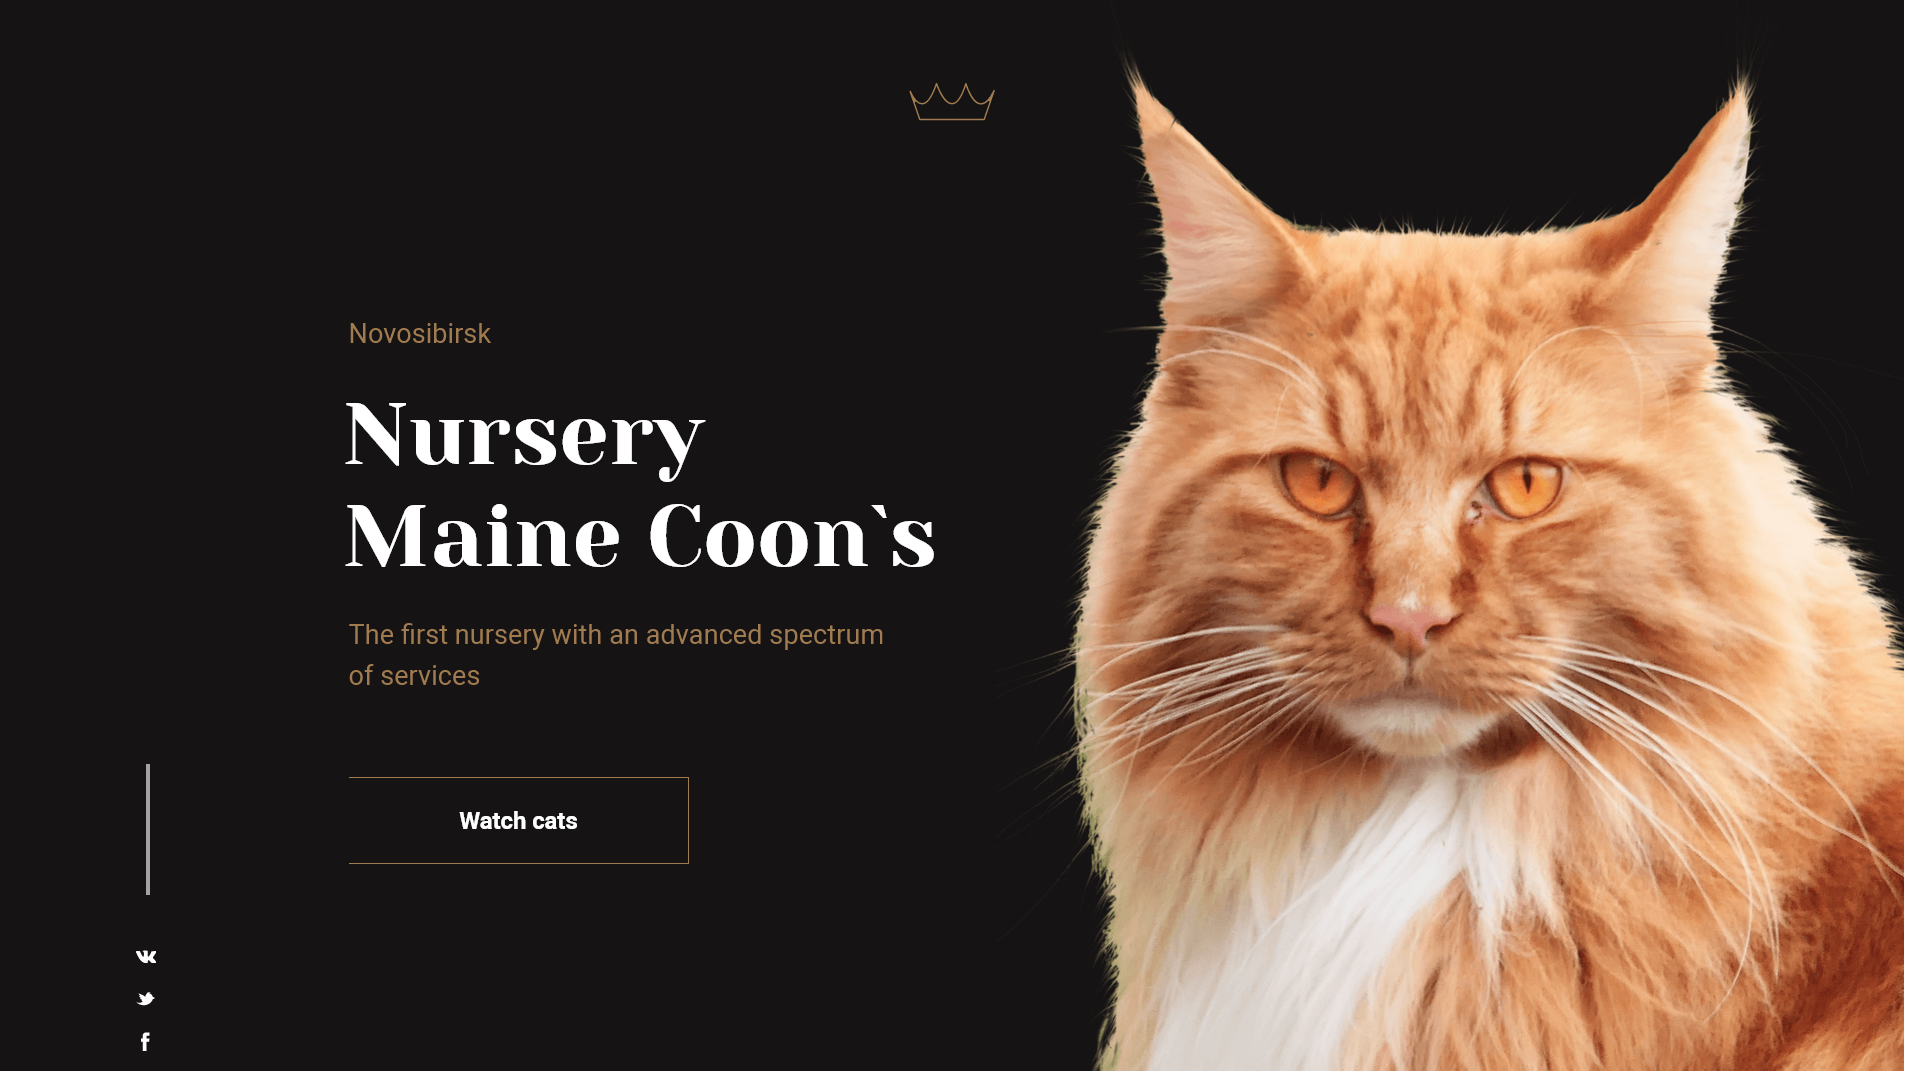 Novosibirsk
Nursery
Maine Coon`s
The first nursery with an advanced spectrum
of services
Watch cats